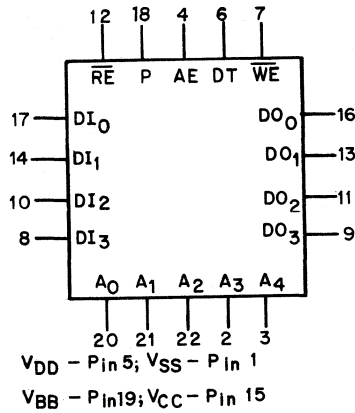 12 18 4 6 7
R̅E̅ P AE DT W̅E̅
17 DI0 DO0 16
14 DI1 DO1 13
10 DI2 DO2 11
8 DI3 DO3 9
A0 A1 A2 A3 A4
20 21 22 2 3
VDD – Pin 5; VSS – Pin 1
VBB – Pin19; VCC – Pin 15